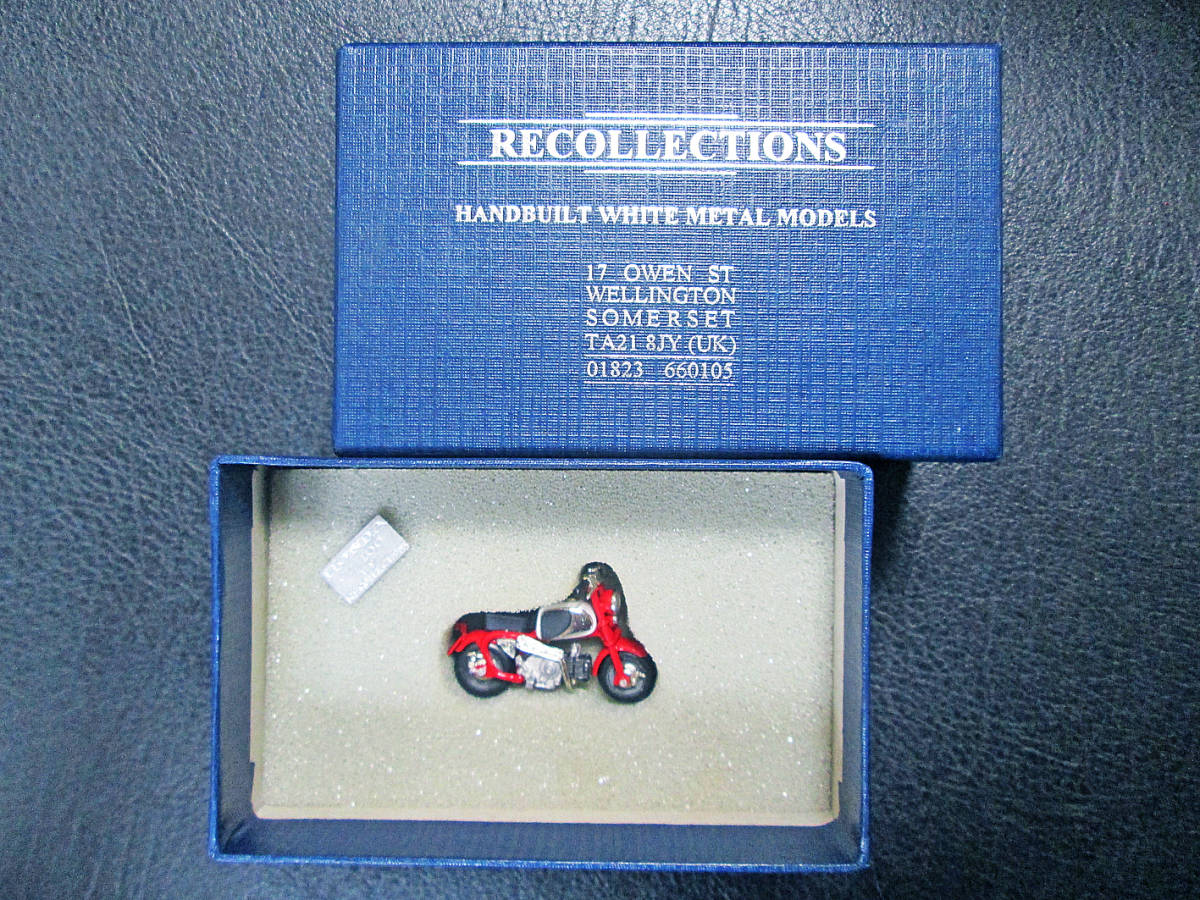 RECOLLECTIONS
HANDBUILT WHITE METAL MODELS
17 OWEN ST
WELLINGTON
SOMERSET
TA21 8JY (UK)
01823 660105